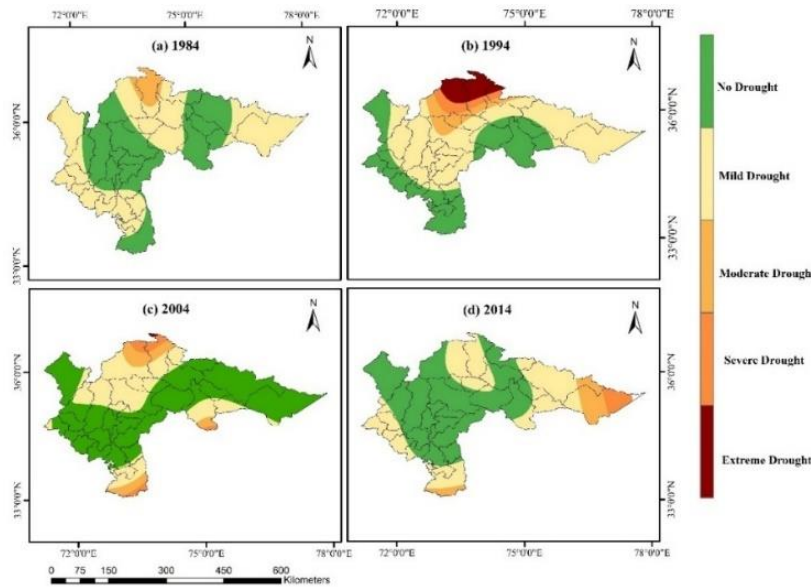 72°0'0"E 75°0'0"E 78°0'0"E
72°0'0"E 75°0'0"E 78°0'0"E
(a) 1984
N
36°0'0"N
33°0'0"N
(b) 1994
N
36°0'0"N
33°0'0"N
(c) 2004
N
36°0'0"N
33°0'0"N
(d) 2014
N
36°0'0"N
33°0'0"N
72°0'0"E 75°0'0"E 78°0'0"E
72°0'0"E 75°0'0"E 78°0'0"E
0 75 150 300 450 600
Kilometers
No Drought
Mild Drought
Moderate Drough
Severe Drought
Extreme Drought